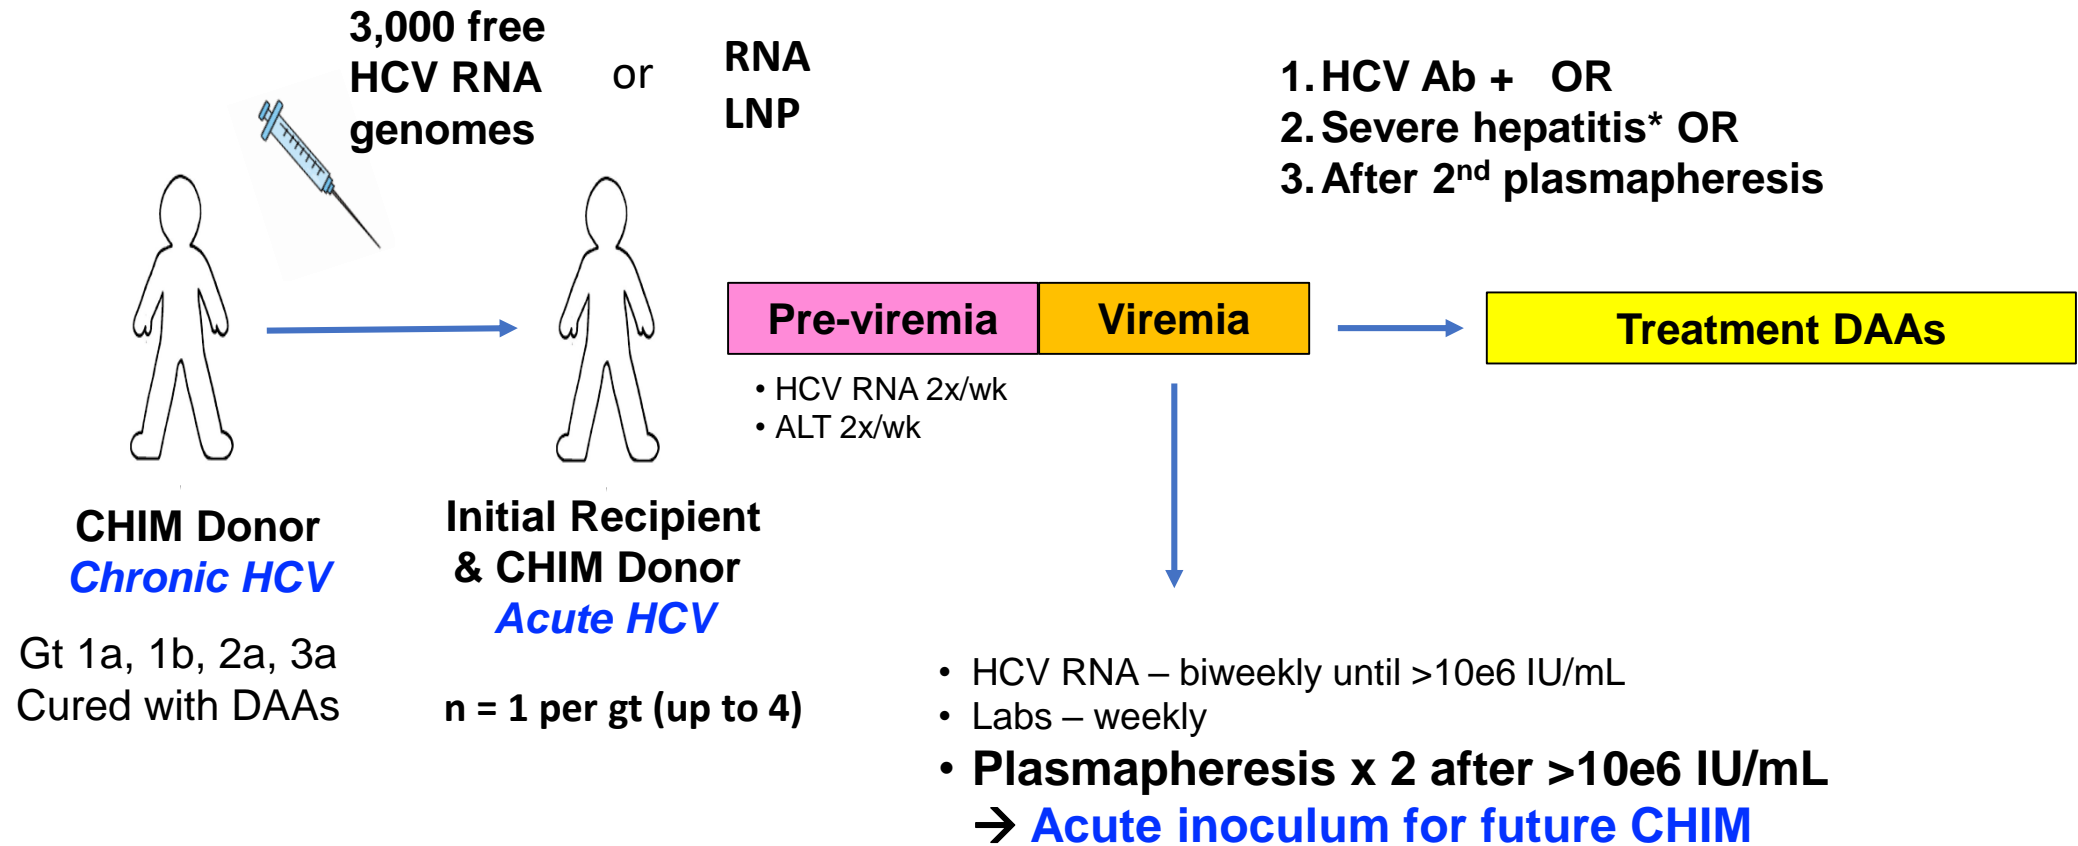 3,000 free
HCV RNA
genomes
or
RNA
LNP
1. HCV Ab + OR
2. Severe hepatitis* OR
3. After 2nd plasmapheresis
Pre-viremia
Viremia
Treatment DAAs
• HCV RNA 2x/wk
• ALT 2x/wk
CHIM Donor
Chronic HCV
Gt 1a, 1b, 2a, 3a
Cured with DAAs
Initial Recipient
& CHIM Donor
Acute HCV
n = 1 per gt (up to 4)
• HCV RNA – biweekly until >10e6 IU/mL
• Labs – weekly
• Plasmapheresis x 2 after >10e6 IU/mL
→ Acute inoculum for future CHIM